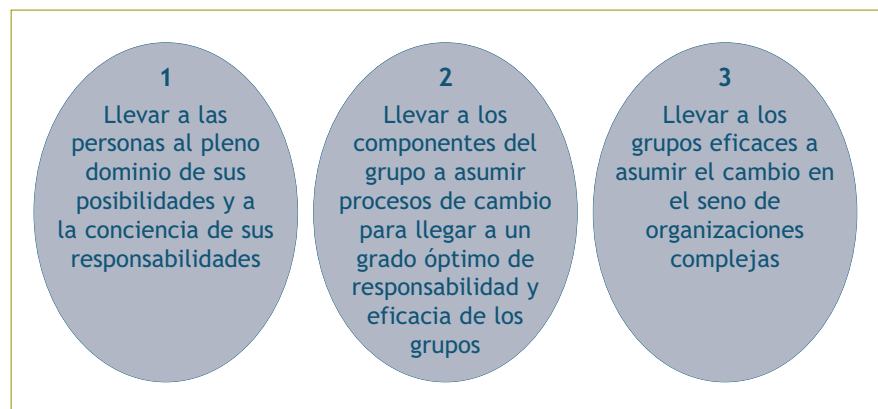 1
Llevar a las
personas al pleno
dominio de sus
posibilidades y a
la conciencia de sus
responsabilidades
2
Llevar a los
componentes del
grupo a asumir
procesos de cambio
para llegar a un
grado óptimo de
responsabilidad y
eficacia de los
grupos
3
Llevar a los
grupos eficaces a
asumir el cambio en
el seno de
organizaciones
complejas